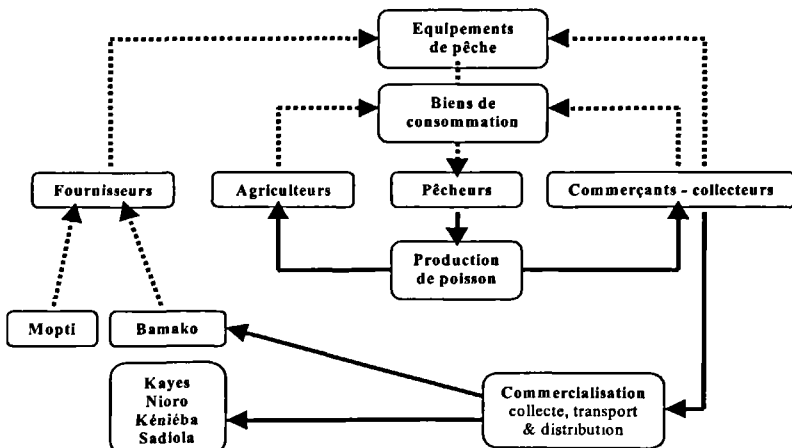 Equipements
de pêche
Biens de
consommation
Fournisseurs
Agriculteurs
Pêcheurs
Commerçants - collecteurs
Production
de poisson
Mopti
Bamako
Kayes
Nioro
Kéniéba
Sadiola
Commercialisation
collecte, transport
& distribution